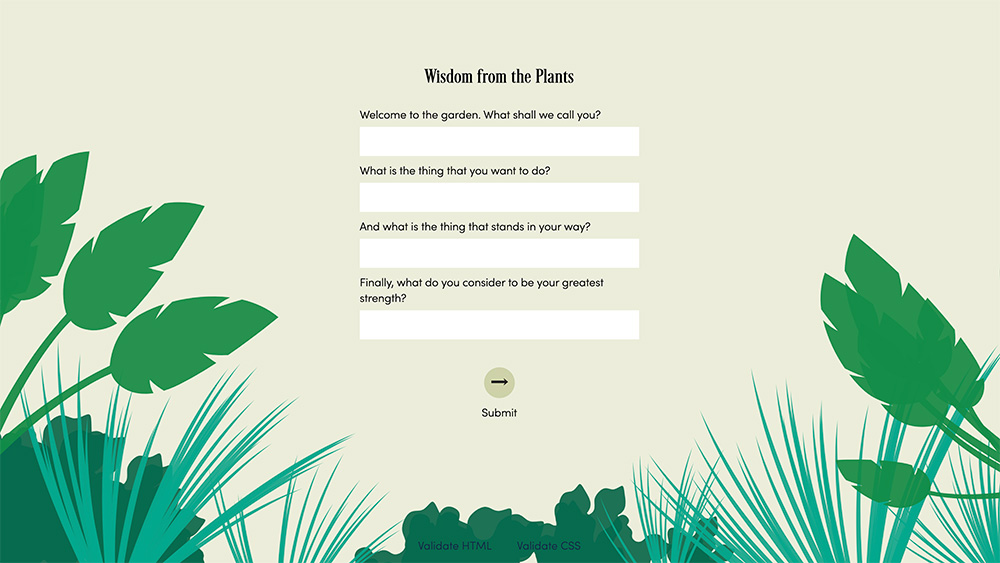 Wisdom from the Plants
Welcome to the garden. What shall we call you?
What is the thing that you want to do?
And what is the thing that stands in your way?
Finally, what do you consider to be your greatest
strength?
Submit
Validate HTML Validate CSS